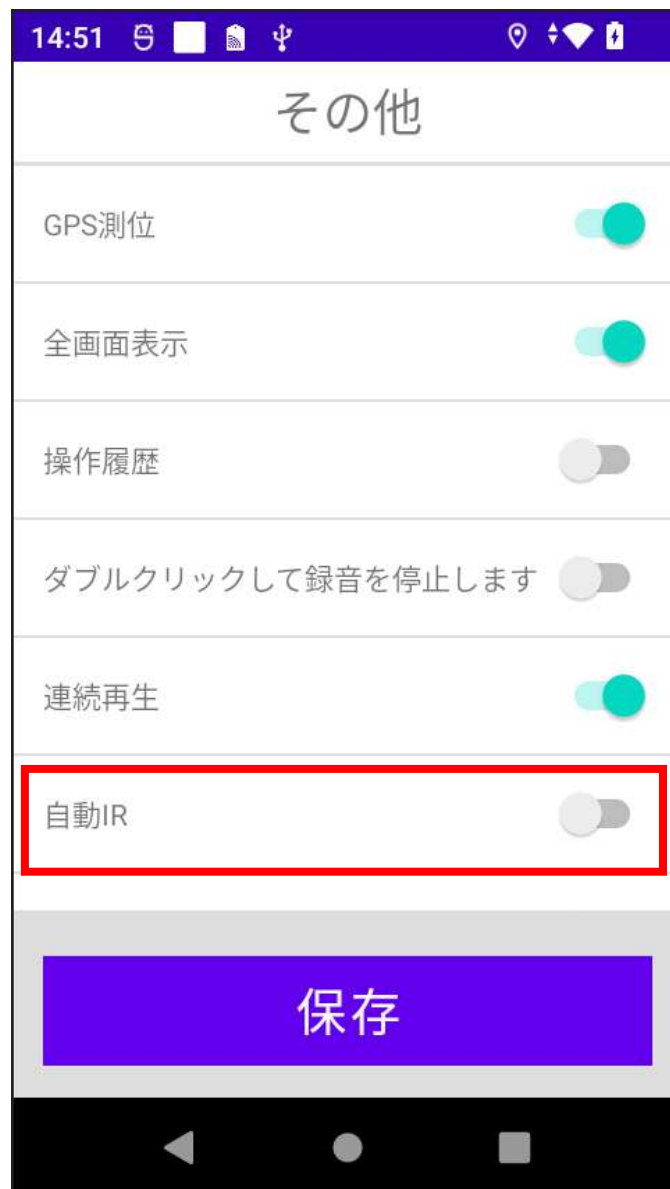 14:51
その他
GPS測位
全画面表示
操作履歴
ダブルクリックして録音を停止します
連続再生
自動IR
保存